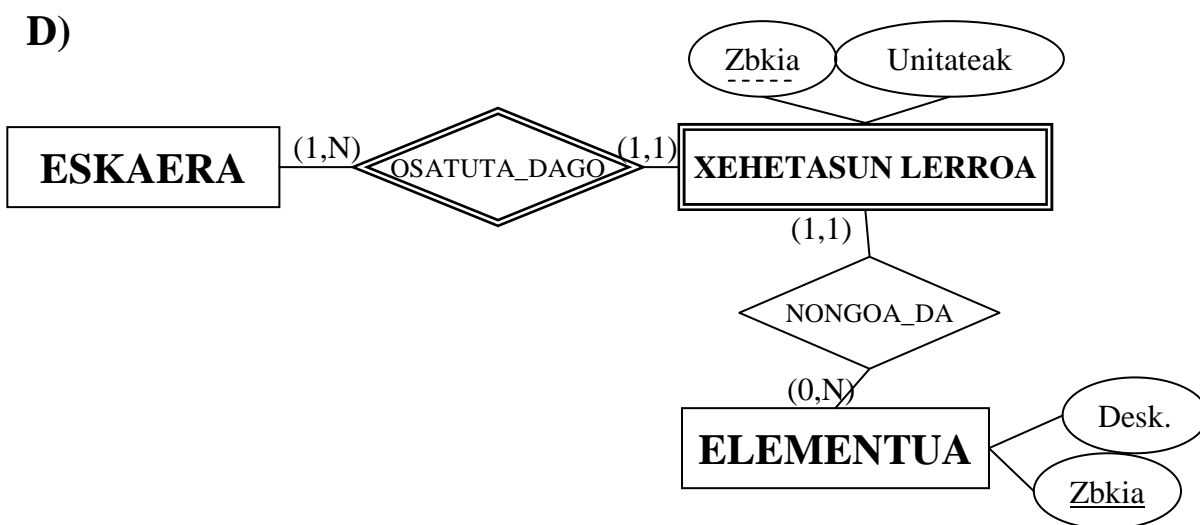 D)
Zbkia
Unitateak
ESKAERA
(1,N)
OSATUTA_DAGO
(1,1)
XEHETASUN LERROA
(1,1)
NONGOA_DA
(0,N)
ELEMENTUA
Desk.
Zbkia